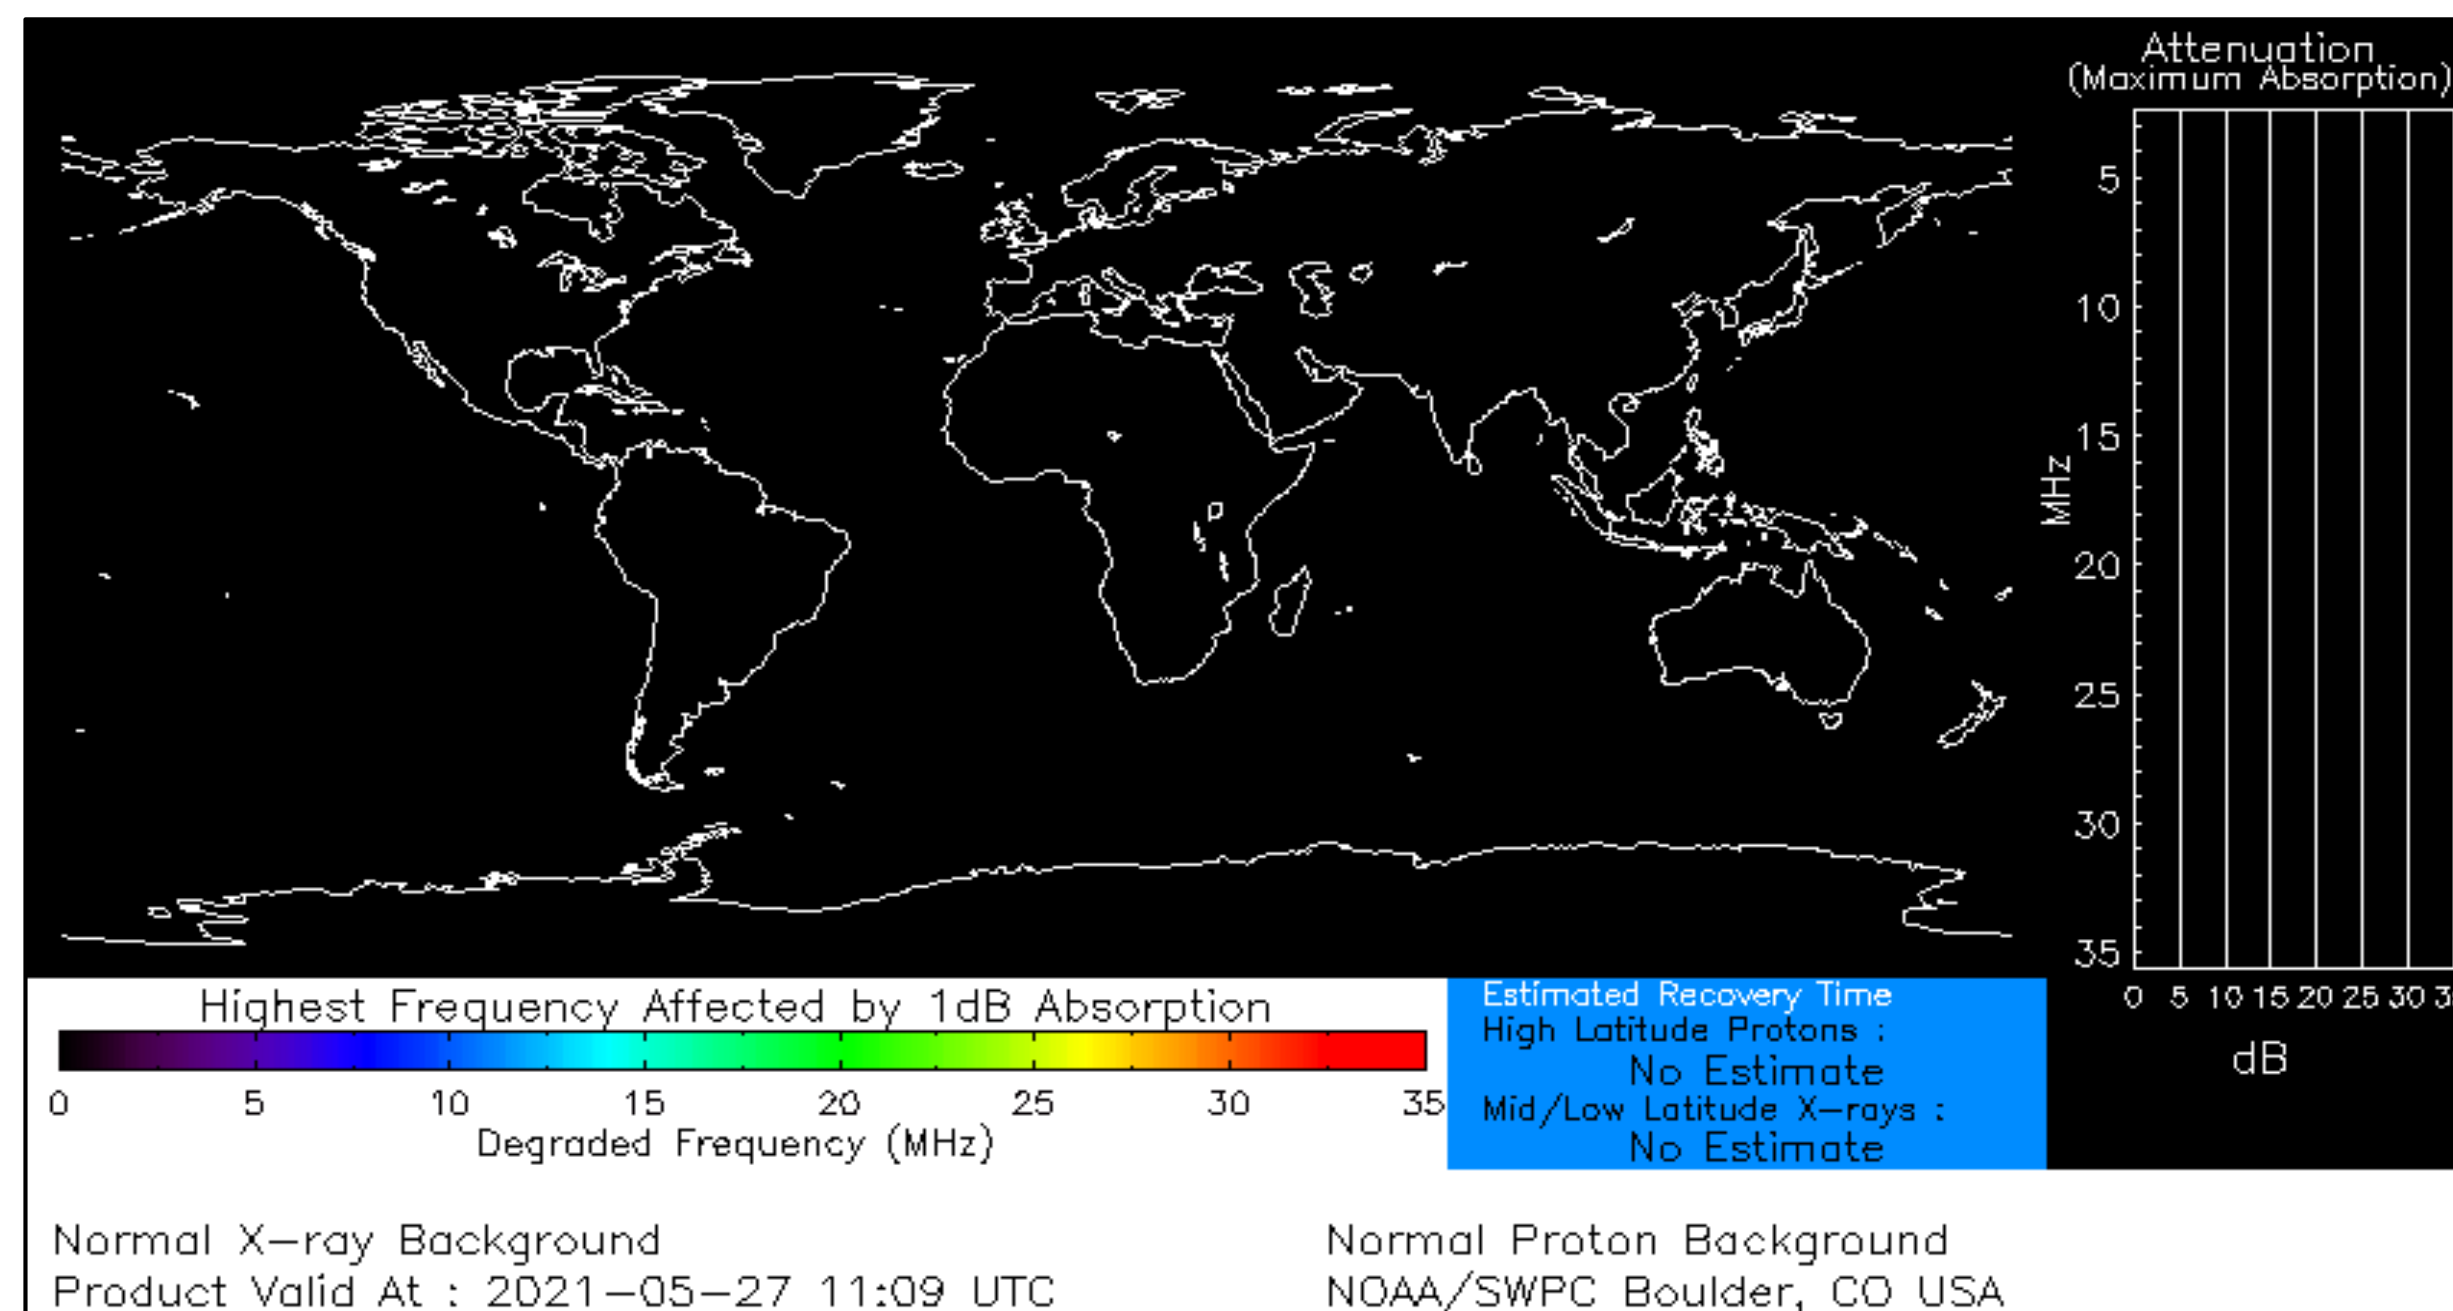 Attenuation
(Maximum Absorption)
5
10
15
20
25
30
35
MHz
0 5 10 15 20 25 30
dB
Highest Frequency Affected by 1dB Absorption
0 5 10 15 20 25 30 35
Degraded Frequency (MHz)
Estimated Recovery Time
High Latitude Protons :
No Estimate
Mid/Low Latitude X-rays :
No Estimate
Normal X-ray Background
Normal Proton Background
Product Valid At : 2021-05-27 11:09 UTC
NOAA/SWPC Boulder, CO USA